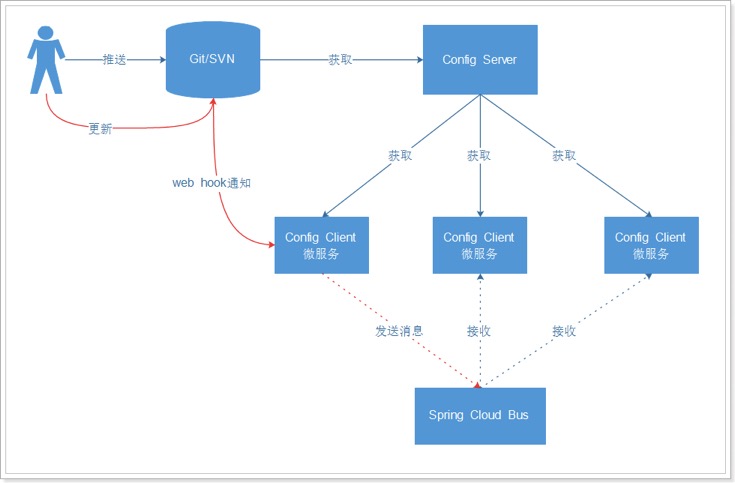 推送
Git/SVN
获取
Config Server
更新
获取
获取
获取
web hook通知
Config Client
微服务
Config Client
微服务
Config Client
微服务
发送消息
接收
接收
Spring Cloud Bus